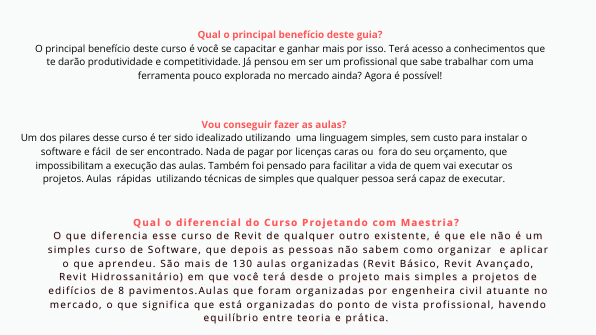 Qual o principal benefício deste guia?
O principal benefício deste curso é você se capacitar e ganhar mais por isso. Terá acesso a conhecimentos que
te darão produtividade e competitividade. Já pensou em ser um profissional que sabe trabalhar com uma
ferramenta pouco explorada no mercado ainda? Agora é possível!
Vou conseguir fazer as aulas?
Um dos pilares desse curso é ter sido idealizado utilizando uma linguagem simples, sem custo para instalar o
software e fácil de ser encontrado. Nada de pagar por licenças caras ou fora do seu orçamento, que
impossibilitam a execução das aulas. Também foi pensado para facilitar a vida de quem vai executar os
projetos. Aulas rápidas utilizando técnicas de simples que qualquer pessoa será capaz de executar.
Qual o diferencial do Curso Projetando com Maestria?
O que diferencia esse curso de Revit de qualquer outro existente, é que ele não é um
simples curso de Software, que depois as pessoas não sabem como organizar e aplicar
o que aprendeu. São mais de 130 aulas organizadas (Revit Básico, Revit Avançado,
Revit Hidrossanitário) em que você terá desde o projeto mais simples a projetos de
edifícios de 8 pavimentos.Aulas que foram organizadas por engenheira civil atuante no
mercado, o que significa que está organizadas do ponto de vista profissional, havendo
equilíbrio entre teoria e prática.